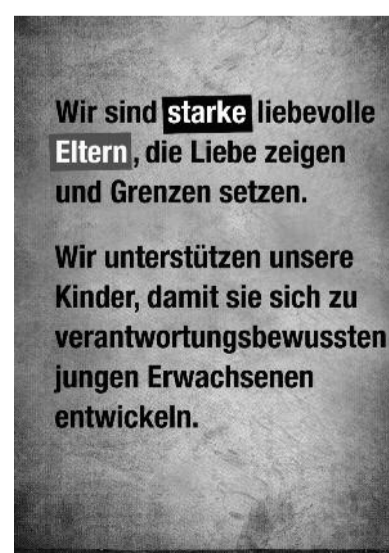 Wir sind starke liebevolle
Eltern, die Liebe zeigen
und Grenzen setzen.
Wir unterstützen unsere
Kinder, damit sie sich zu
verantwortungsbewussten
jungen Erwachsenen
entwickeln.